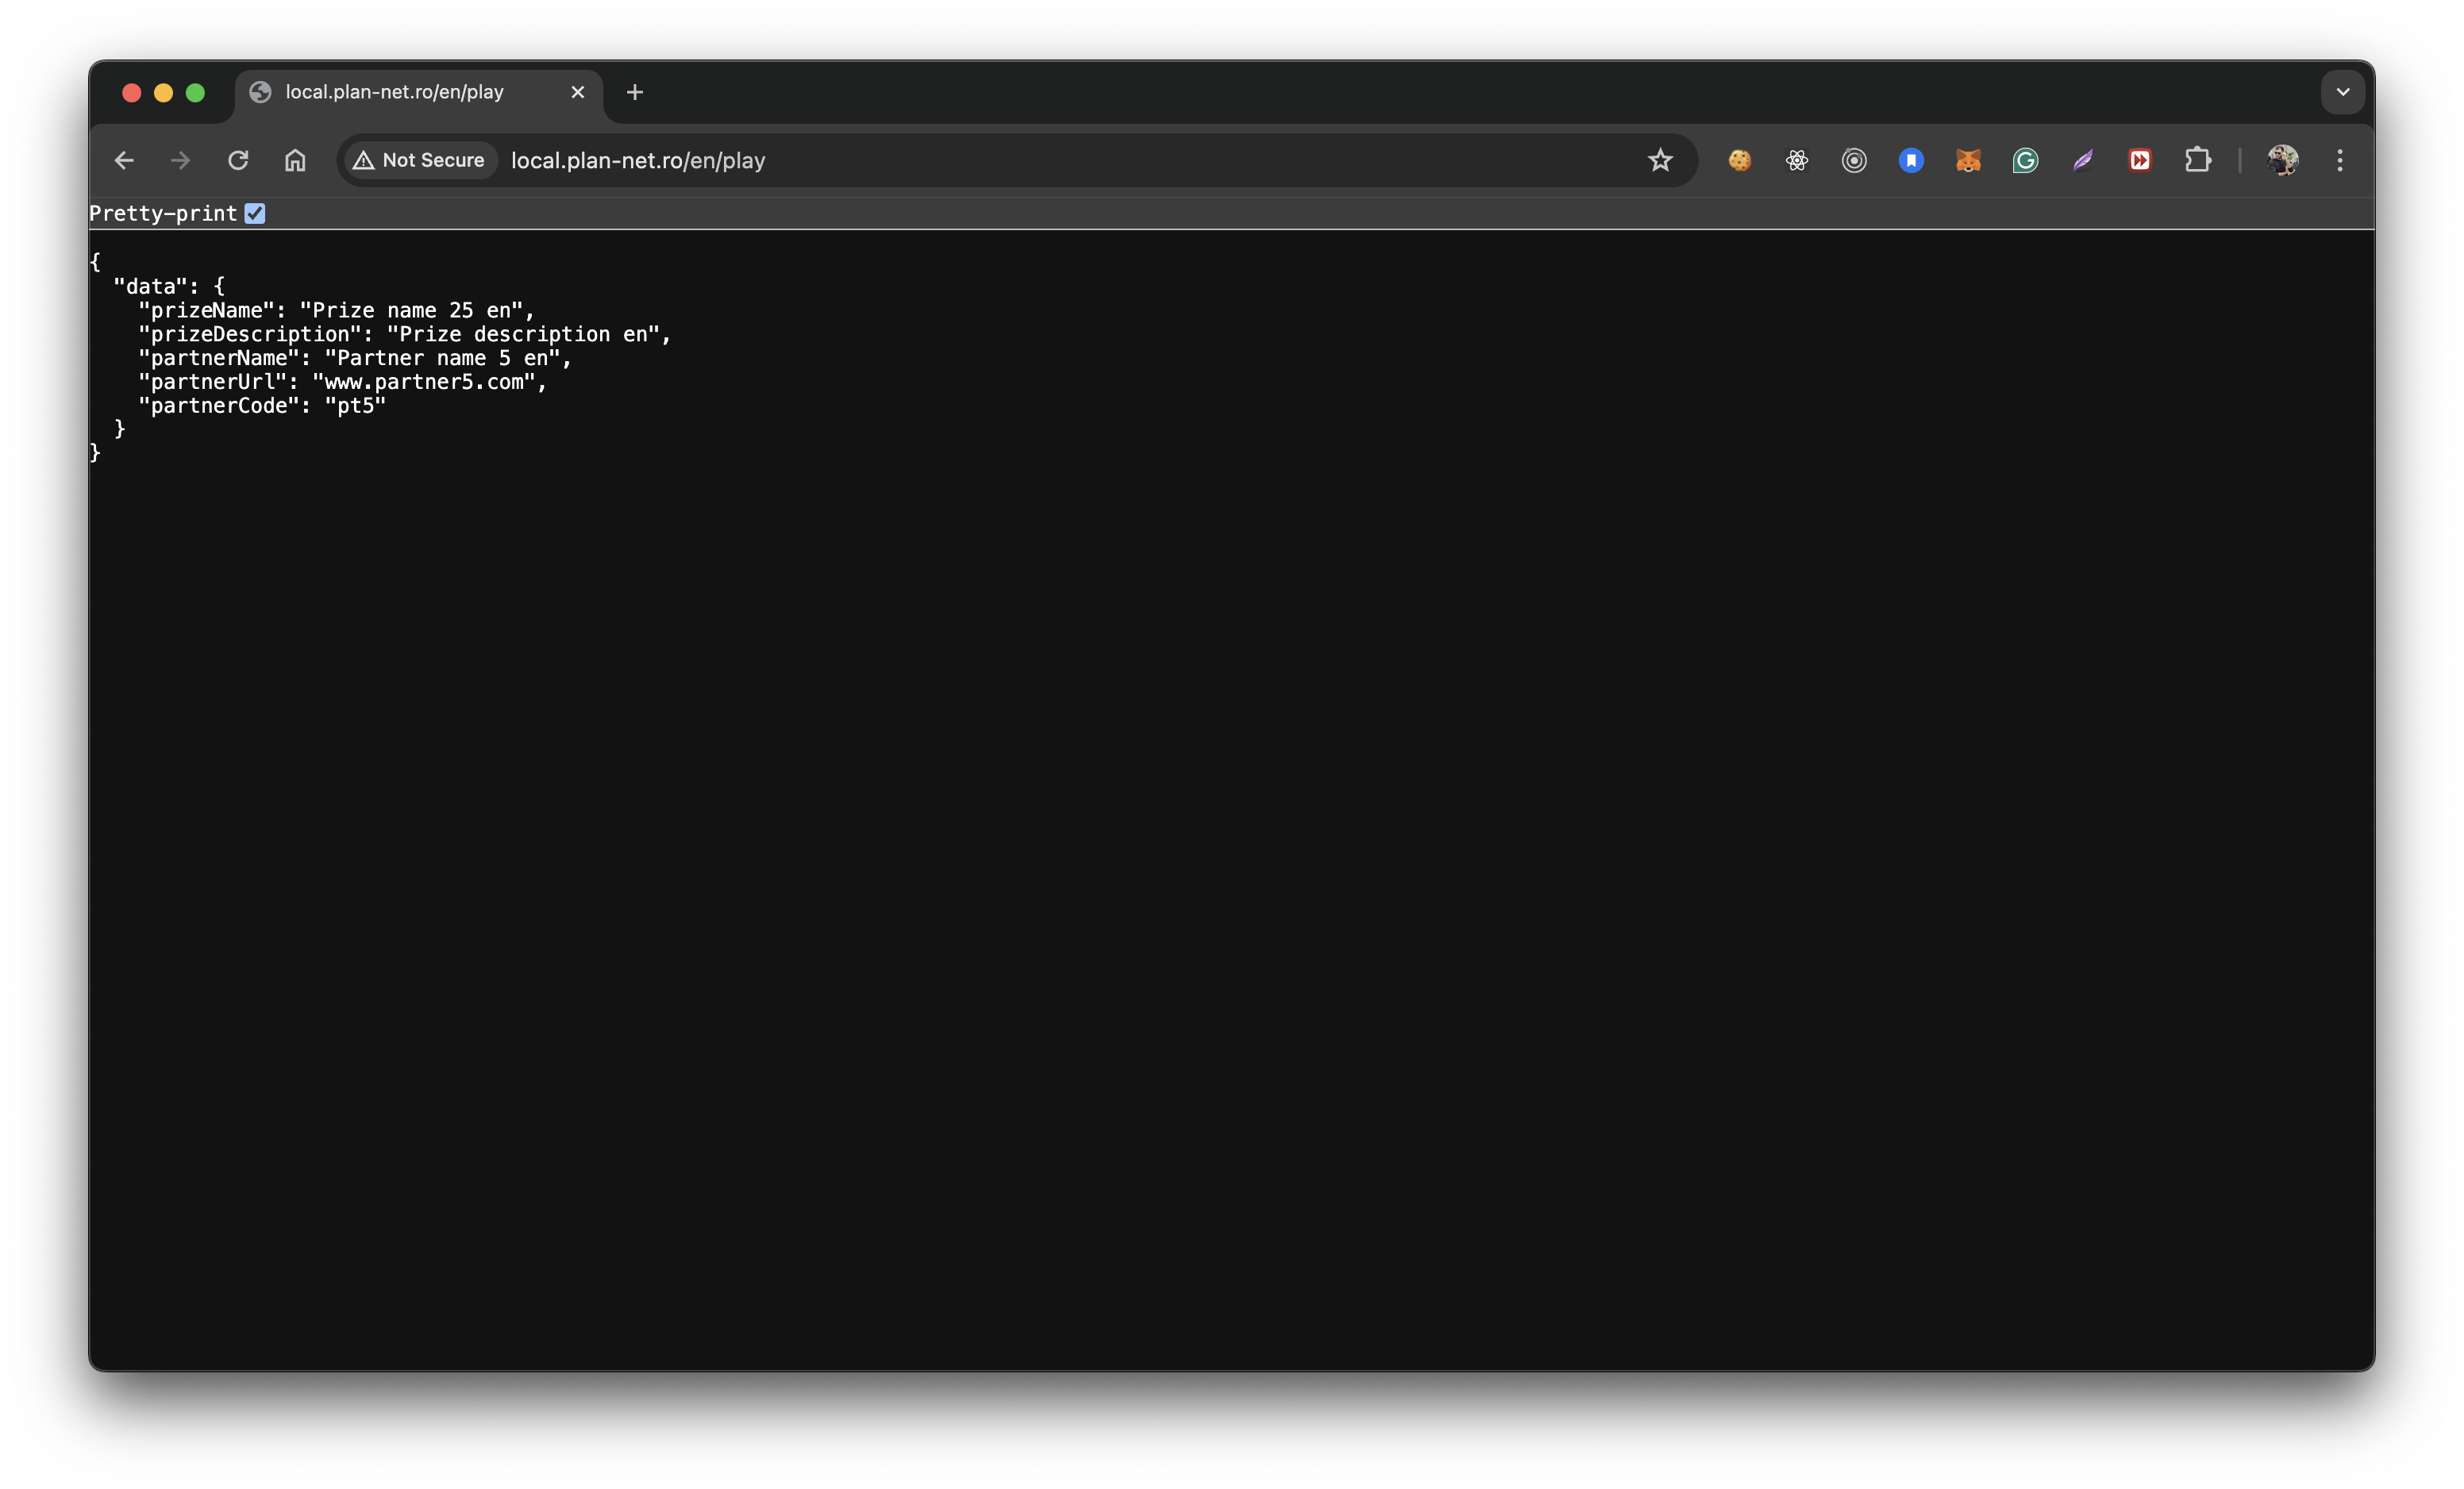 local.plan-net.ro/en/play
Not Secure local.plan-net.ro/en/play
Pretty-print
{
  "data": {
    "prizeName": "Prize name 25 en",
    "prizeDescription": "Prize description en",
    "partnerName": "Partner name 5 en",
    "partnerUrl": "www.partner5.com",
    "partnerCode": "pt5"
  }
}